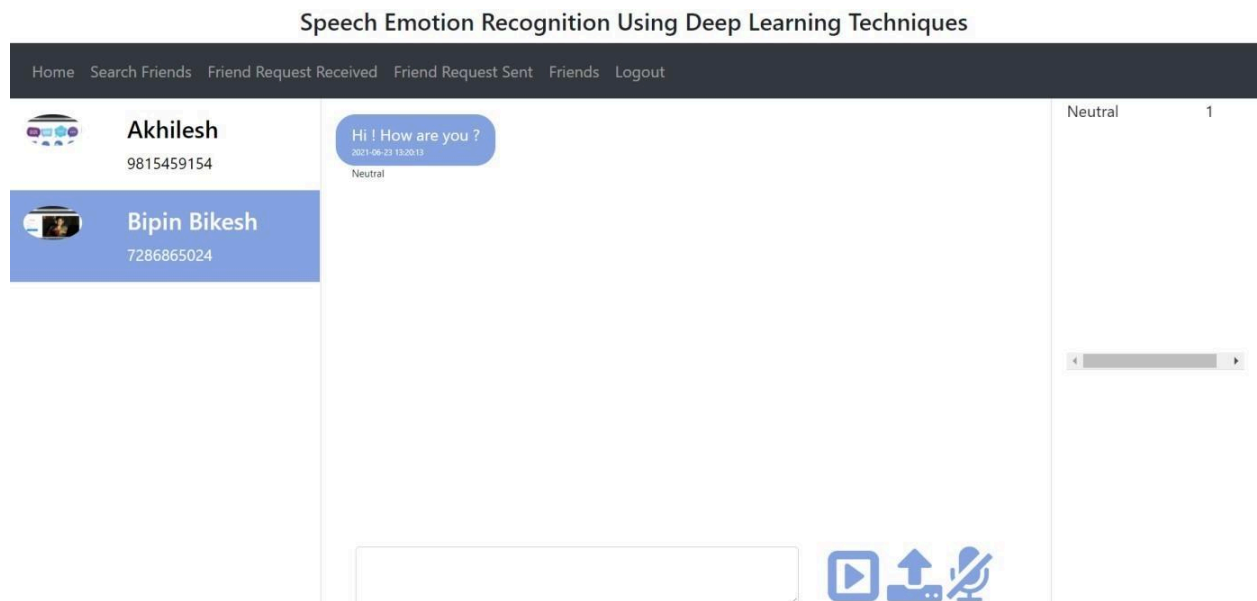 Speech Emotion Recognition Using Deep Learning Techniques
Home Search Friends Friend Request Received Friend Request Sent Friends Logout
Akhilesh
9815459154
Bipin Bikesh
7286865024
Hi ! How are you ?
2021-06-23 13:20:13
Neutral
Neutral 1